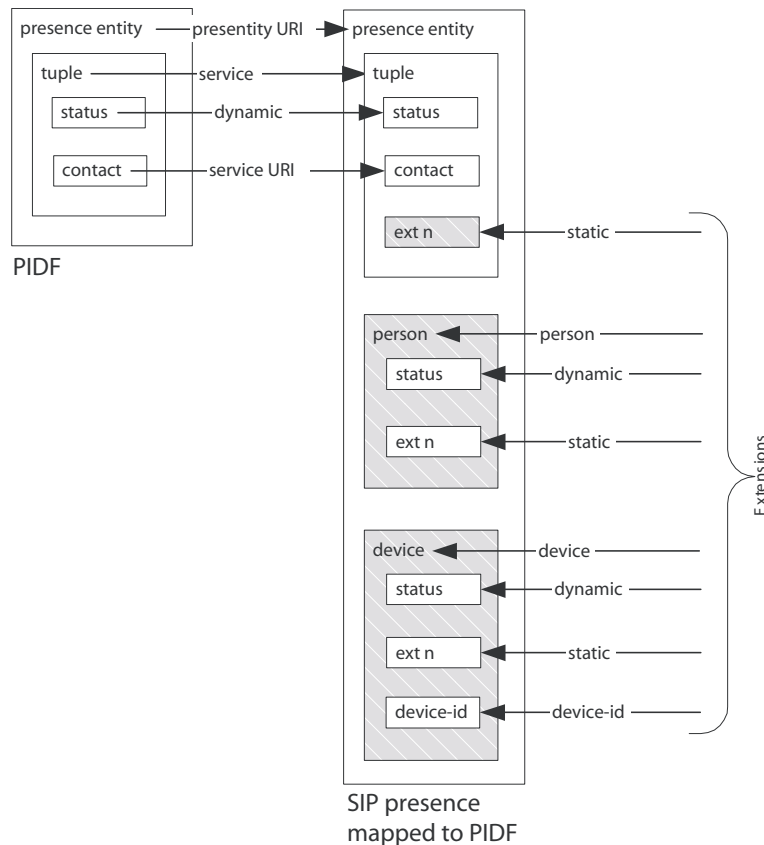 presence entity presentity URI presence entity
tuple service tuple
status dynamic status
contact service URI contact
ext n static
PIDF
person person
status dynamic
ext n static
Extensions
device device
status dynamic
ext n static
device-id device-id
SIP presence
mapped to PIDF